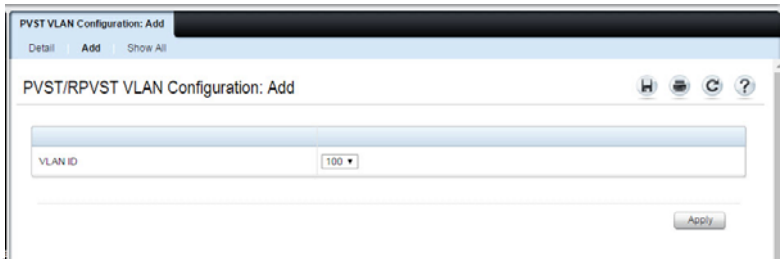 PVST VLAN Configuration: Add
Detail Add Show All
PVST/RPVST VLAN Configuration: Add
VLAN ID 100
Apply